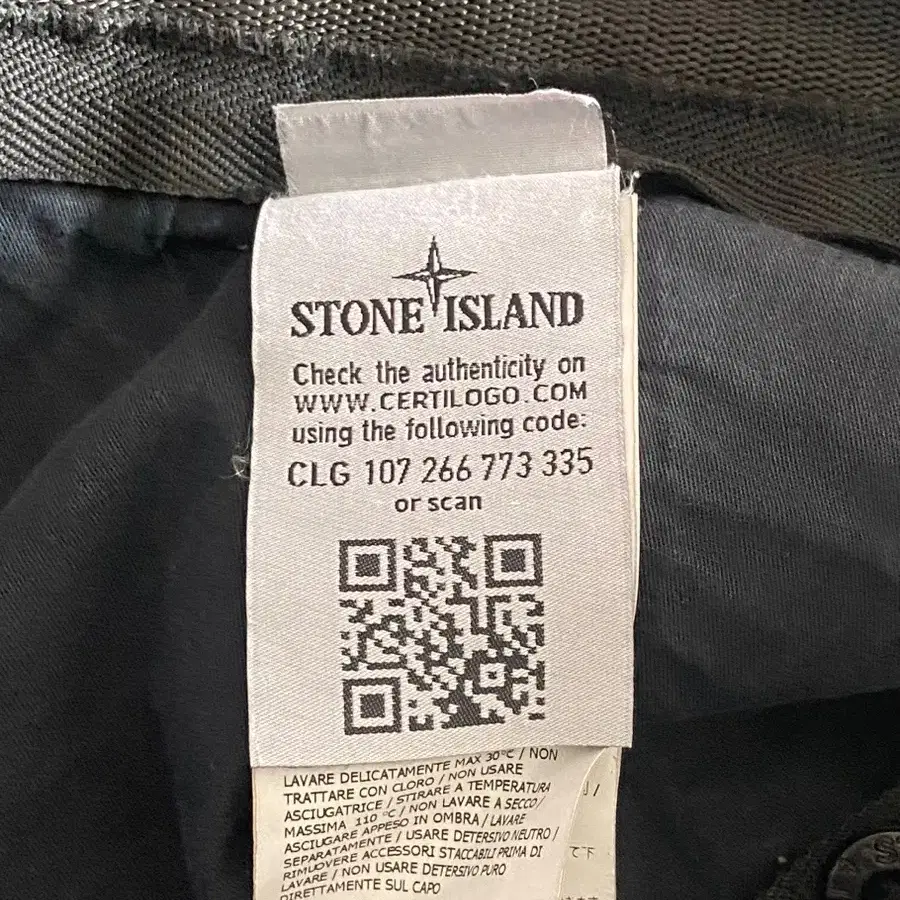 STONE ISLAND
Check the authenticity on
WWW.CERTILOGO.COM
using the following code:
CLG 107 266 773 335
or scan
LAVARE DELICATAMENTE MAX 30°C / NON
TRATTARE CON CLORO / NON USARE
ASCIUGATRICE / STIRARE A TEMPERATURA
MASSIMA 110 °C / NON LAVARE A SECCO/
ASCIUGARE APPESO IN OMBRA / LAVARE
SEPARATAMENTE / USARE DETERSIVO NEUTRO /
RIMUOVERE ACCESSORI STACCABILI PRIMA DI
LAVARE / NON USARE DETERSIVO PURO
DIRETTAMENTE SUL CAPO